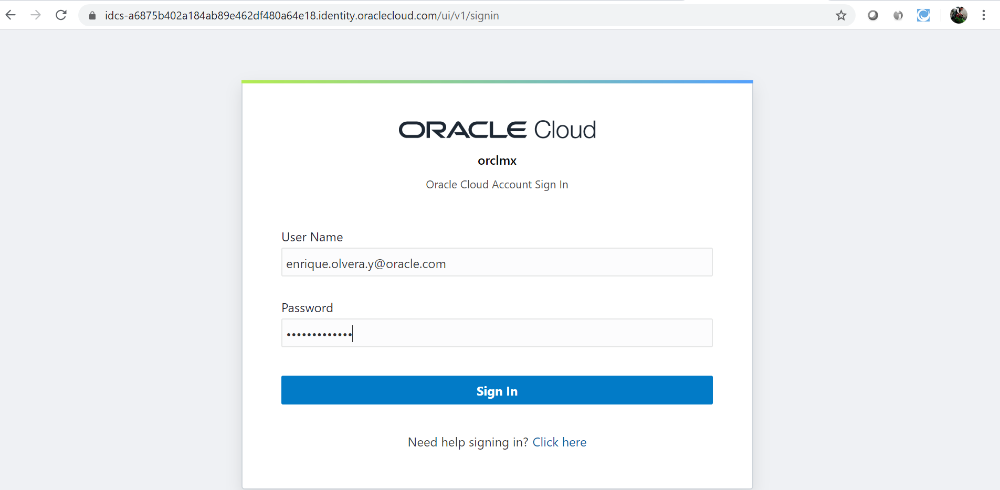 idcs-a6875b402a184ab89e462df480a64e18.identity.oraclecloud.com/ui/v1/signin
ORACLE Cloud
orclmx
Oracle Cloud Account Sign In
User Name
enrique.olvera.y@oracle.com
Password
•••••••••••••
Sign In
Need help signing in? Click here